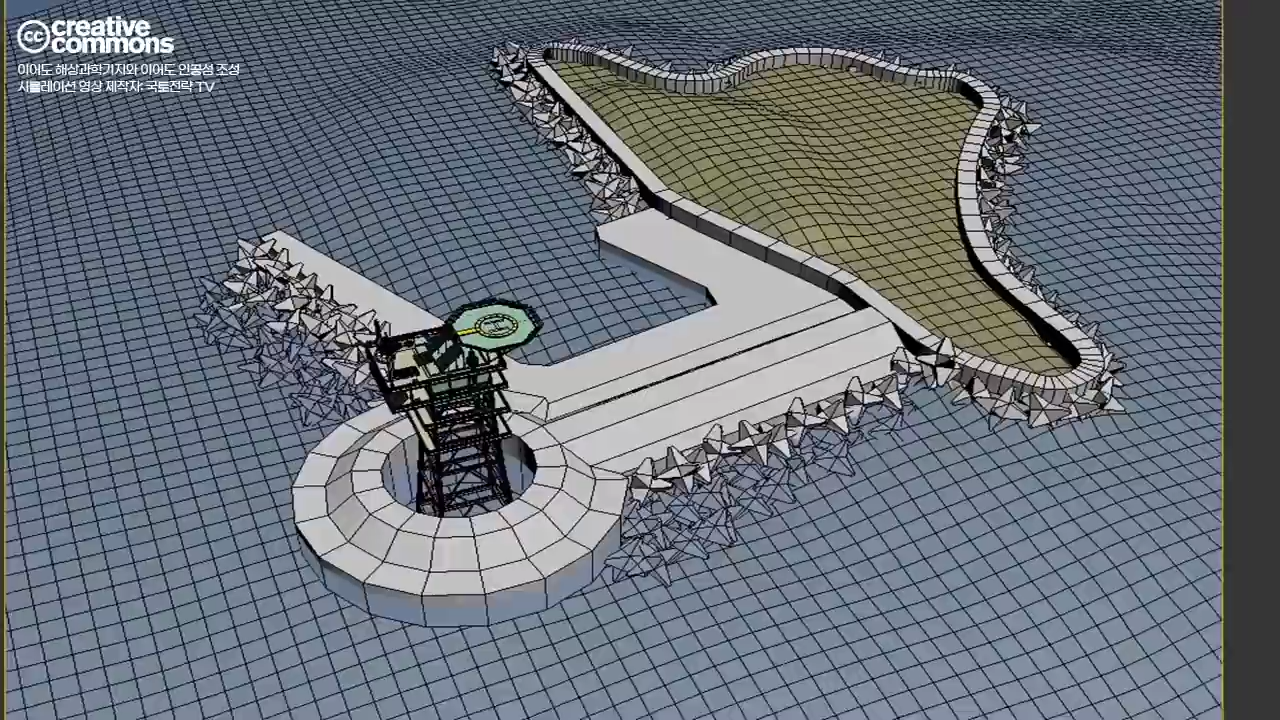 cc creative
commons
이어도 해상과학기지와 이어도 인공섬 조성
시뮬레이션 영상 제작자: 국토전략 TV
H